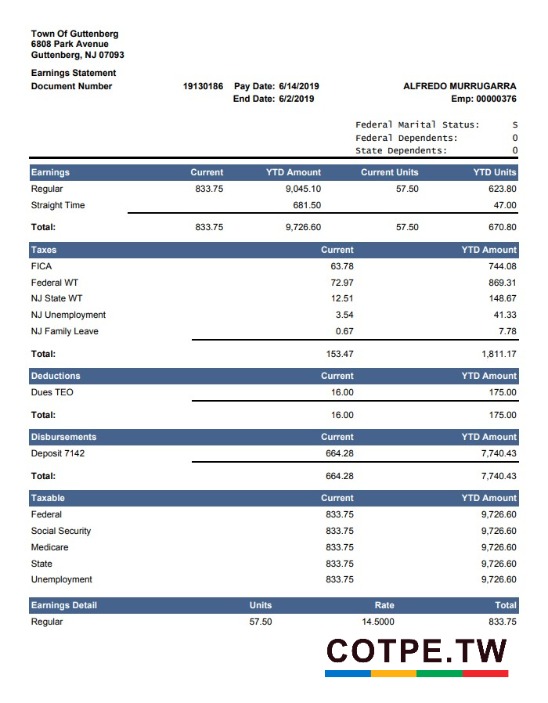 Town Of Guttenberg
6808 Park Avenue
Guttenberg, NJ 07093
Earnings Statement
Document Number 19130186 Pay Date: 6/14/2019 ALFREDO MURRUGARRA
End Date: 6/2/2019 Emp: 00000376
Federal Marital Status: S
Federal Dependents: 0
State Dependents: 0
Earnings Current YTD Amount Current Units YTD Units
Regular 833.75 9,045.10 57.50 623.80
Straight Time 681.50 47.00
Total: 833.75 9,726.60 57.50 670.80
Taxes Current YTD Amount
FICA 63.78 744.08
Federal WT 72.97 869.31
NJ State WT 12.51 148.67
NJ Unemployment 3.54 41.33
NJ Family Leave 0.67 7.78
Total: 153.47 1,811.17
Deductions Current YTD Amount
Dues TEO 16.00 175.00
Total: 16.00 175.00
Disbursements Current YTD Amount
Deposit 7142 664.28 7,740.43
Total: 664.28 7,740.43
Taxable Current YTD Amount
Federal 833.75 9,726.60
Social Security 833.75 9,726.60
Medicare 833.75 9,726.60
State 833.75 9,726.60
Unemployment 833.75 9,726.60
Earnings Detail Units Rate Total
Regular 57.50 14.5000 833.75
COTPE.TW